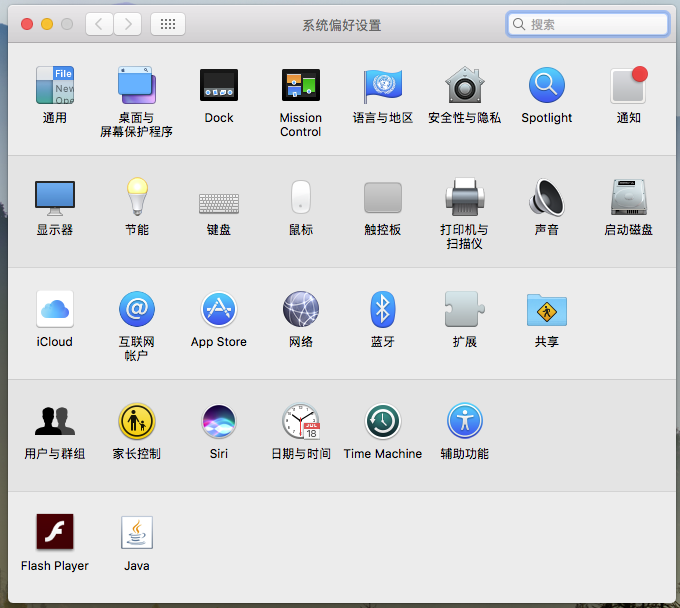 系统偏好设置
搜索
File
New
Ope
通用
桌面与
屏幕保护程序
Dock
Mission
Control
语言与地区
安全性与隐私
Spotlight
通知
显示器
节能
键盘
鼠标
触控板
打印机与
扫描仪
声音
启动磁盘
iCloud
互联网
帐户
App Store
网络
蓝牙
扩展
共享
用户与群组
家长控制
Siri
JUL
18
日期与时间
Time Machine
辅助功能
Flash Player
Java